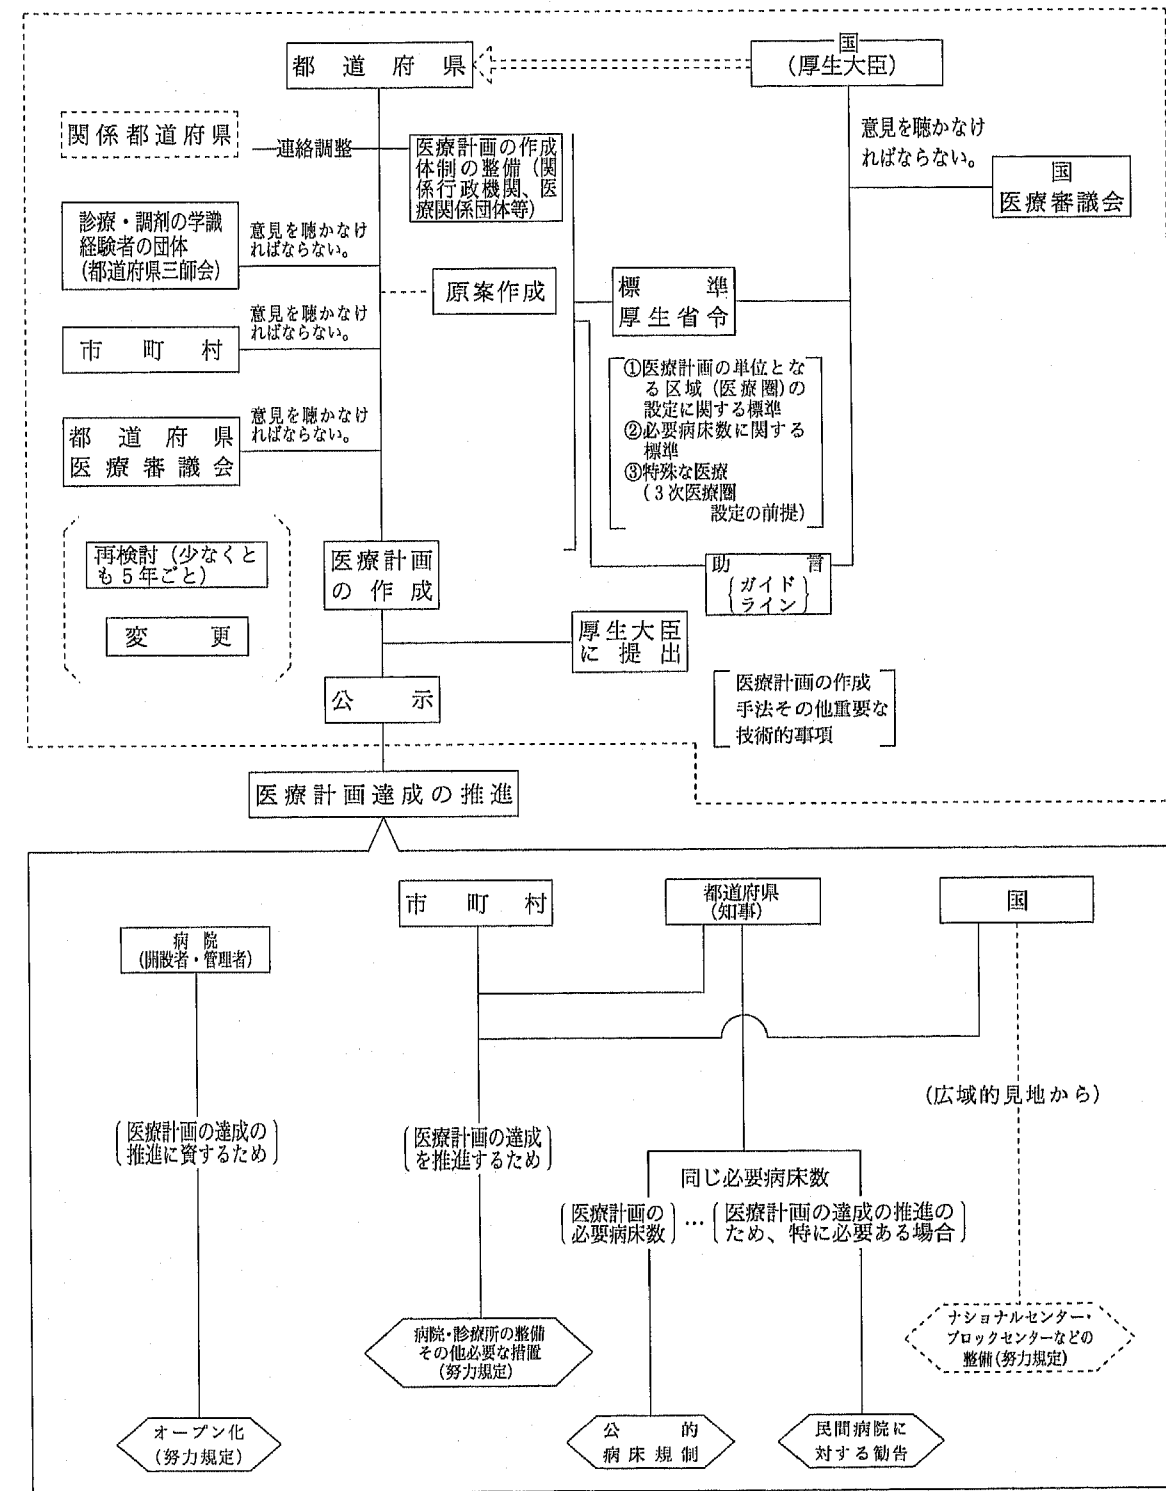 都道府県
国
(厚生大臣)
関係都道府県
連絡調整
医療計画の作成
体制の整備(関
係行政機関、医
療関係団体等)
意見を聴かなけ
ればならない。
国
医療審議会
診療・調剤の学識
経験者の団体
(都道府県三師会)
意見を聴かなけ
ればならない。
原案作成
標準
厚生省令
市町村
意見を聴かなけ
ればならない。
①医療計画の単位とな
る区域(医療圏)の
設定に関する標準
②必要病床数に関する
標準
③特殊な医療
(3次医療圏
設定の前提)
都道府県
医療審議会
意見を聴かなけ
ればならない。
再検討(少なくと
も5年ごと)
変更
医療計画
の作成
助言
ガイド
ライン
厚生大臣
に提出
公示
医療計画の作成
手法その他重要な
技術的事項
医療計画達成の推進
病院
(開設者・管理者)
市町村
都道府県
(知事)
国
(広域的見地から)
医療計画の達成の
推進に資するため
医療計画の達成
を推進するため
同じ必要病床数
医療計画の
必要病床数
…
医療計画の達成の推進の
ため、特に必要ある場合
病院・診療所の整備
その他必要な措置
(努力規定)
ナショナルセンター・
ブロックセンターなどの
整備(努力規定)
オープン化
(努力規定)
公的
病床規制
民間病院に
対する勧告